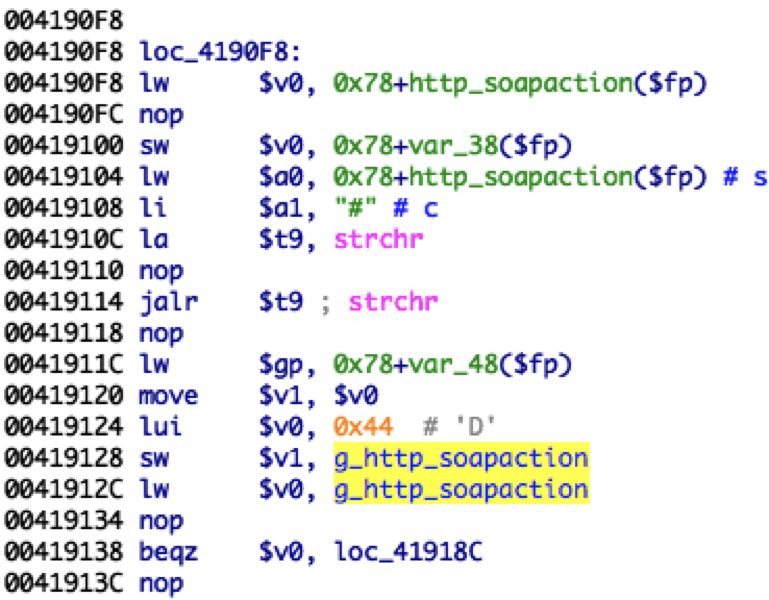 004190F8
004190F8 loc_4190F8:
004190F8 lw $v0, 0x78+http_soapaction($fp)
004190FC nop
00419100 sw $v0, 0x78+var_38($fp)
00419104 lw $a0, 0x78+http_soapaction($fp) # s
00419108 li $a1, "#" # c
0041910C la $t9, strchr
00419110 nop
00419114 jalr $t9 ; strchr
00419118 nop
0041911C lw $gp, 0x78+var_48($fp)
00419120 move $v1, $v0
00419124 lui $v0, 0x44 # 'D'
00419128 sw $v1, g_http_soapaction
0041912C lw $v0, g_http_soapaction
00419134 nop
00419138 beqz $v0, loc_41918C
0041913C nop